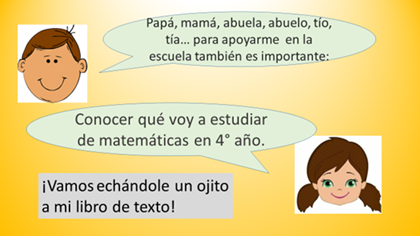 Papá, mamá, abuela, abuelo, tío,
tía... para apoyarme en la
escuela también es importante:
Conocer qué voy a estudiar
de matemáticas en 4° año.
¡Vamos echándole un ojito
a mi libro de texto!